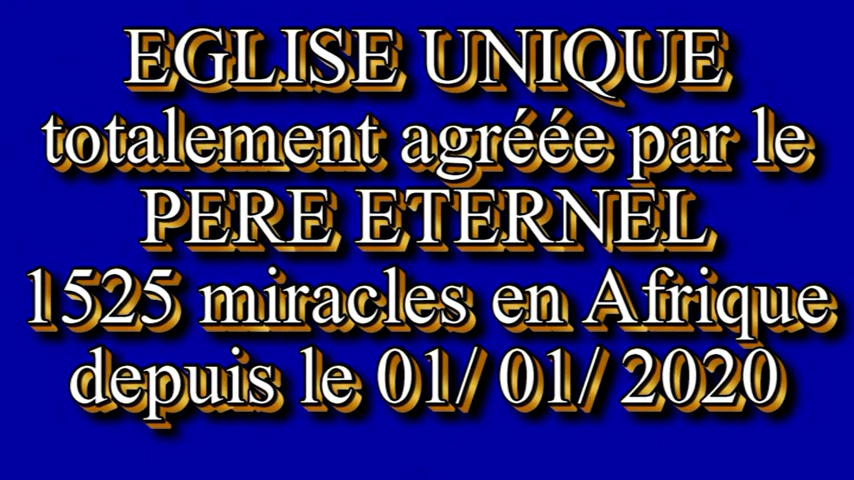 EGLISE UNIQUE
totalement agréée par le
PERE ETERNEL
1525 miracles en Afrique
depuis le 01/ 01/ 2020